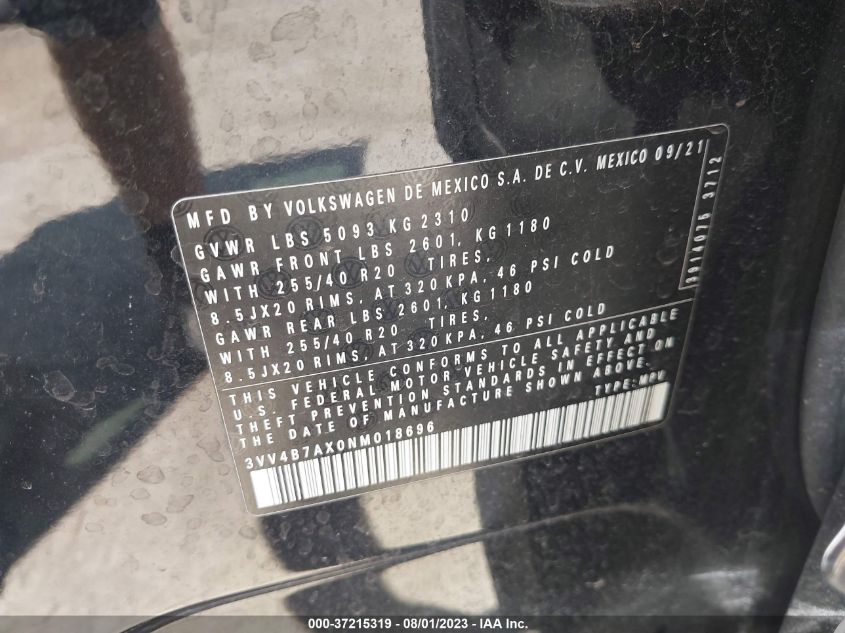 MFD BY VOLKSWAGEN DE MEXICO S.A. DE C.V. MEXICO 09/21
GVWR LBS 5093 KG 2310
GAWR FRONT LBS 2601, KG 1180
WITH 255/40 R20 TIRES,
8.5JX20 RIMS, AT 320 KPA, 46 PSI COLD
GAWR REAR LBS 2601, KG 1180
WITH 255/40 R20 TIRES,
8.5JX20 RIMS, AT 320 KPA, 46 PSI COLD
THIS VEHICLE CONFORMS TO ALL APPLICABLE
U.S. FEDERAL MOTOR VEHICLE SAFETY AND
THEFT PREVENTION STANDARDS IN EFFECT ON
THE DATE OF MANUFACTURE SHOWN ABOVE.
3VV4B7AX0NM018696 TYPE: MPV
3712
000-37215319 - 08/01/2023 - IAA Inc.